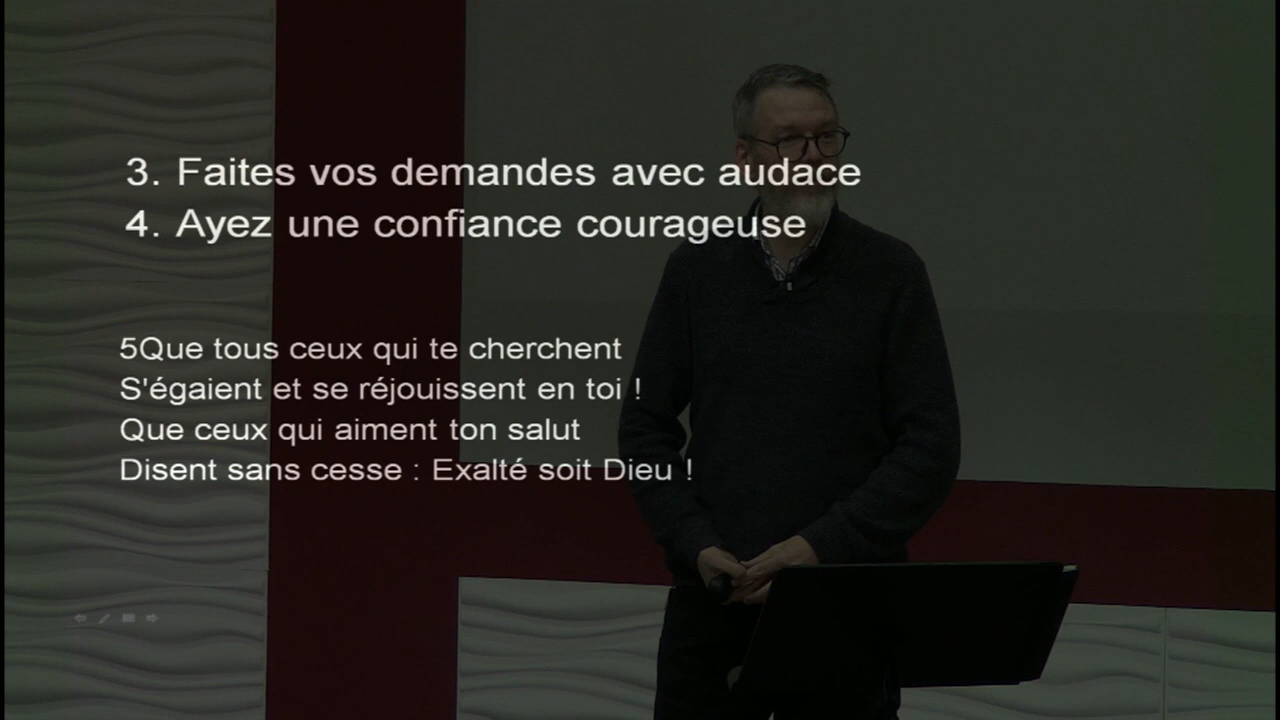 3. Faites vos demandes avec audace
4. Ayez une confiance courageuse
5Que tous ceux qui te cherchent
S'égaient et se réjouissent en toi !
Que ceux qui aiment ton salut
Disent sans cesse : Exalté soit Dieu !